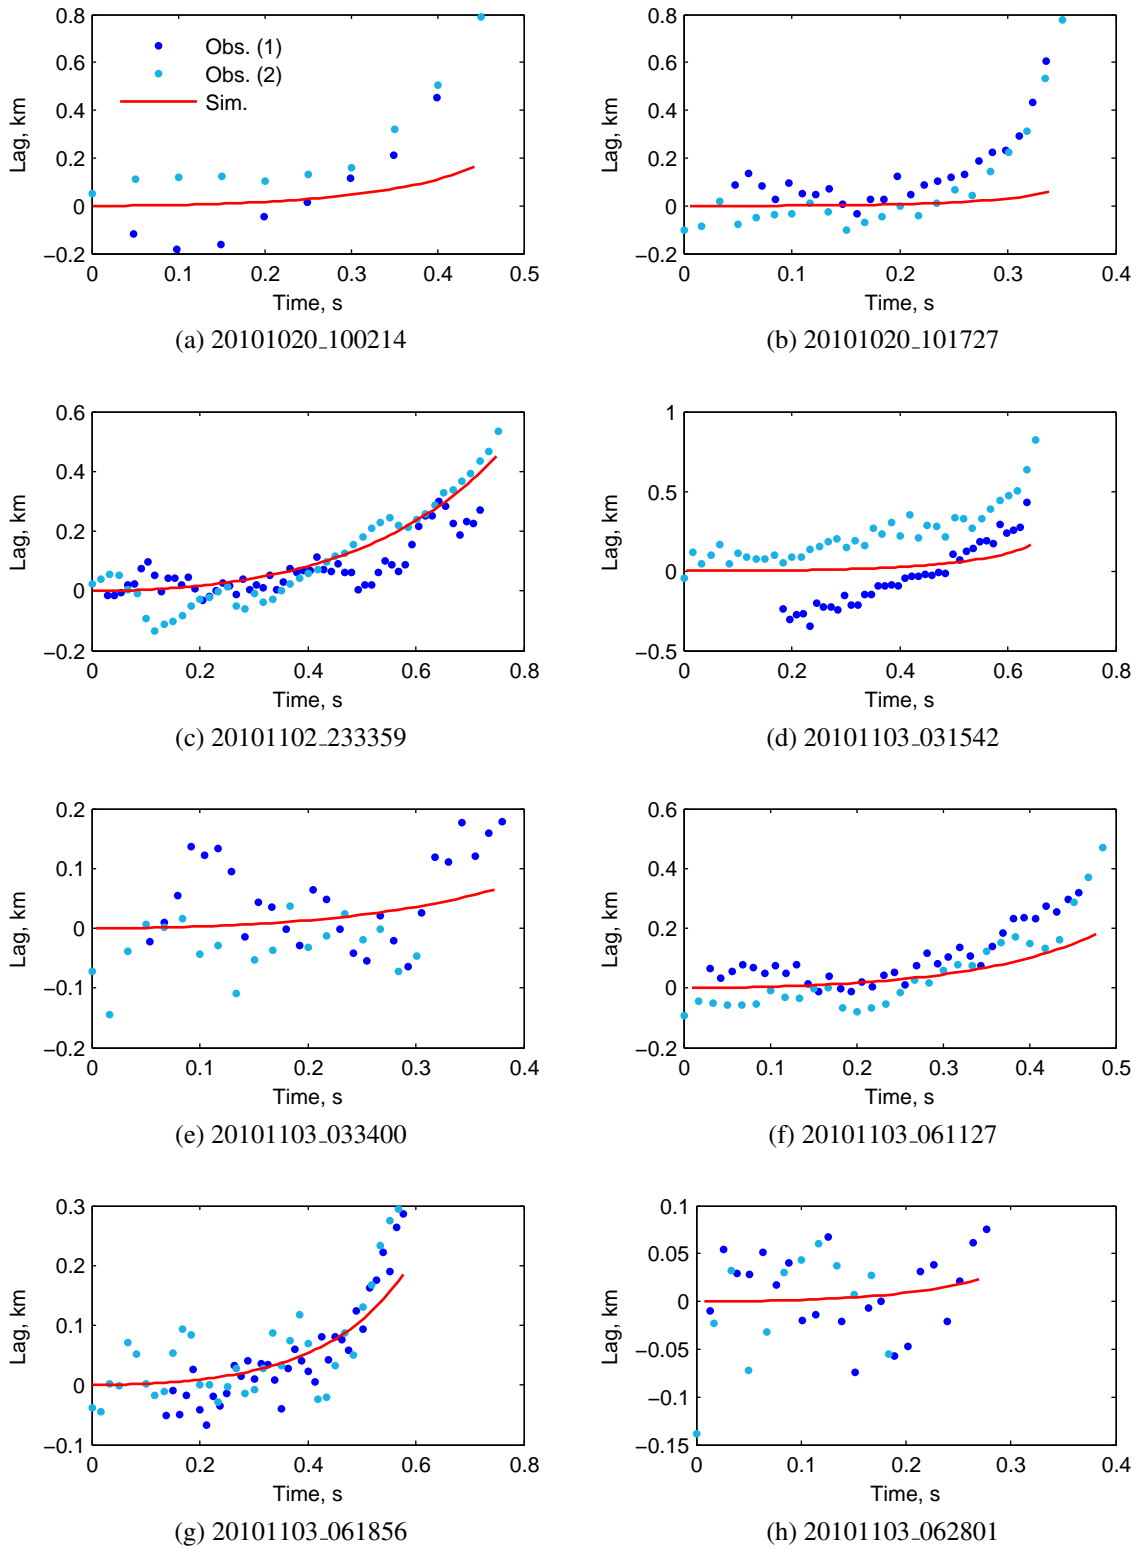 0.8
0.6
0.4
0.2
0
−0.2
Lag, km
Obs. (1)
Obs. (2)
Sim.
0 0.1 0.2 0.3 0.4 0.5
Time, s
(a) 20101020_100214
0.8
0.6
0.4
0.2
0
−0.2
Lag, km
0 0.1 0.2 0.3 0.4
Time, s
(b) 20101020_101727
0.6
0.4
0.2
0
−0.2
Lag, km
0 0.2 0.4 0.6 0.8
Time, s
(c) 20101102_233359
1
0.5
0
−0.5
Lag, km
0 0.2 0.4 0.6 0.8
Time, s
(d) 20101103_031542
0.2
0.1
0
−0.1
−0.2
Lag, km
0 0.1 0.2 0.3 0.4
Time, s
(e) 20101103_033400
0.6
0.4
0.2
0
−0.2
Lag, km
0 0.1 0.2 0.3 0.4 0.5
Time, s
(f) 20101103_061127
0.3
0.2
0.1
0
−0.1
Lag, km
0 0.2 0.4 0.6 0.8
Time, s
(g) 20101103_061856
0.1
0.05
0
−0.05
−0.1
−0.15
Lag, km
0 0.1 0.2 0.3 0.4
Time, s
(h) 20101103_062801